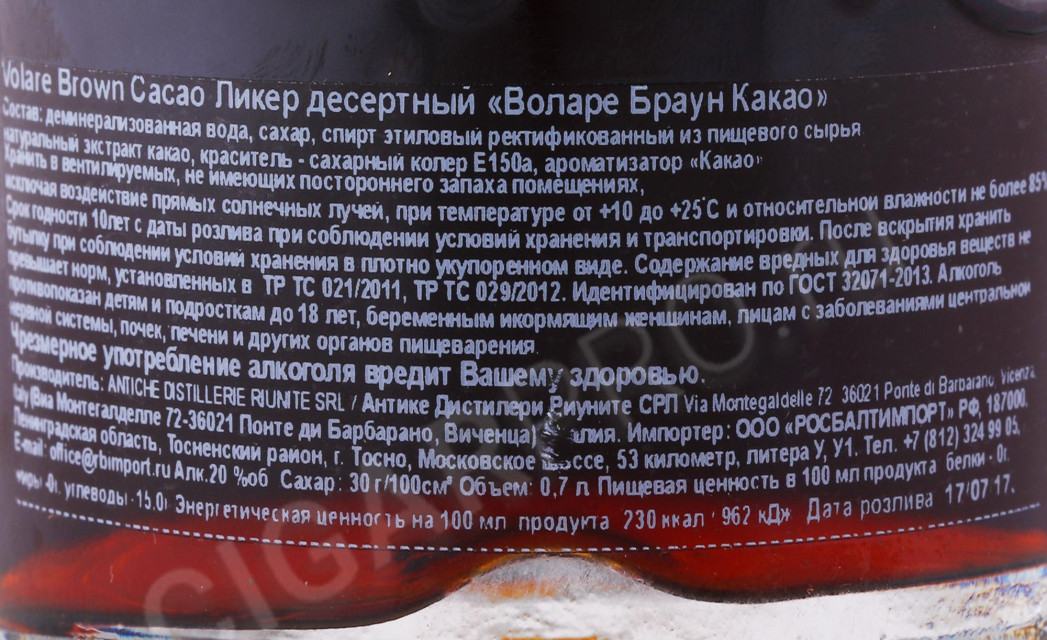 Volare Brown Cacao Ликер десертный «Воларе Браун Какао»
Состав: деминерализованная вода, сахар, спирт этиловый ректификованный из пищевого сырья
натуральный экстракт какао, краситель - сахарный колер Е150а, ароматизатор «Какао»
Хранить в вентилируемых, не имеющих постороннего запаха помещениях,
исключая воздействие прямых солнечных лучей, при температуре от +10 до +25°С и относительной влажности не более 85%
Срок годности 10лет с даты розлива при соблюдении условий хранения и транспортировки. После вскрытия хранить
бутылку при соблюдении условий хранения в плотно укупоренном виде. Содержание вредных для здоровья веществ не
превышает норм, установленных в ТР ТС 021/2011, ТР ТС 029/2012. Идентифицирован по ГОСТ 32071-2013. Алкоголь
противопоказан детям и подросткам до 18 лет, беременным икормящим женщинам, лицам с заболеваниями центральной
нервной системы, почек, печени и других органов пищеварения.
Чрезмерное употребление алкоголя вредит Вашему здоровью.
Производитель: ANTICHE DISTILLERIE RIUNITE SRL / Антике Дистилери Риуните СРЛ Via Montegaldelle 72 36021 Ponte di Barbarano, Vicenza
Italy (Виа Монтегалделле 72-36021 Понте ди Барбарано, Виченца) алия. Импортер: ООО «РОСБАЛТИМПОРТ» РФ, 187000,
Ленинградская область, Тосненский район, г. Тосно, Московское шоссе, 53 километр, литера У, У1. Тел. +7 (812) 324 99 05,
E-mail: office@rbimport.ru Алк.20 %об Сахар: 30 г/100см³ Объем: 0,7 л Пищевая ценность в 100 мл продукта белки - 0г
жиры -0г, углеводы -15.0г Энергетическая ценность на 100 мл продукта 230 ккал / 962 кДж Дата розлива 17 07 17.
CIGARPRO.RU